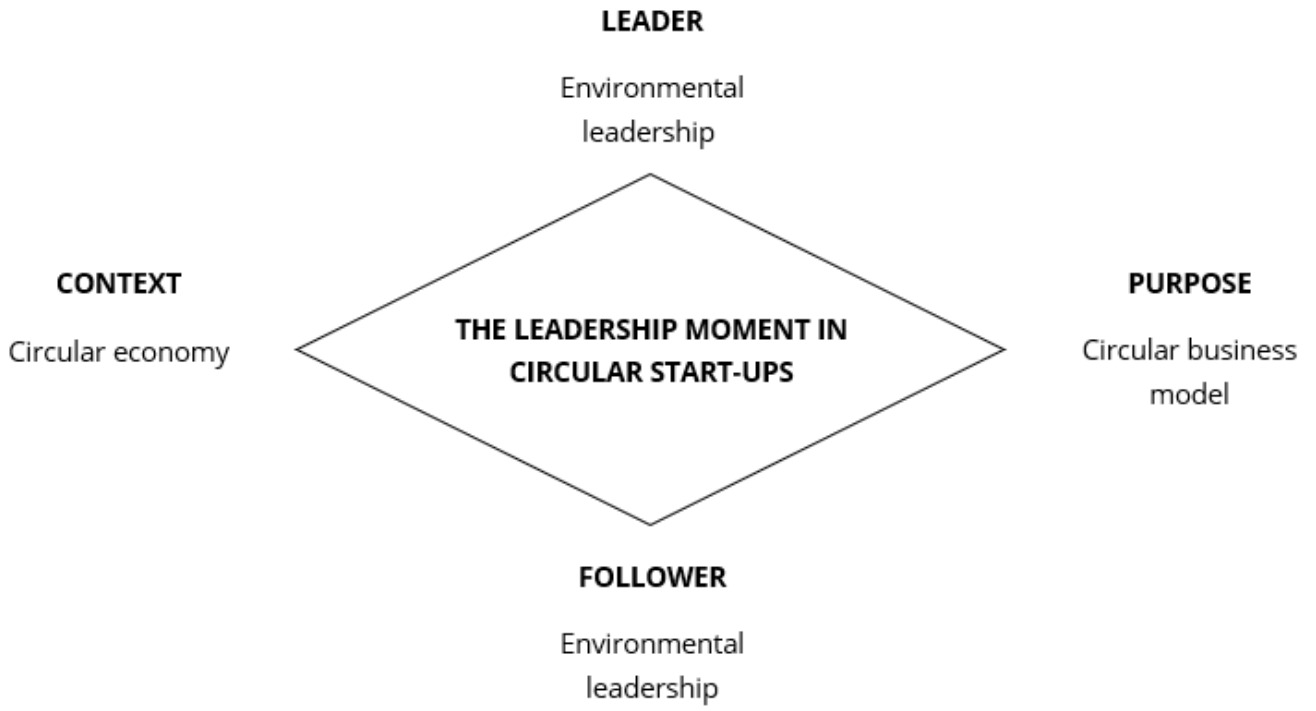 LEADER
Environmental
leadership
CONTEXT
Circular economy
THE LEADERSHIP MOMENT IN
CIRCULAR START-UPS
PURPOSE
Circular business
model
FOLLOWER
Environmental
leadership